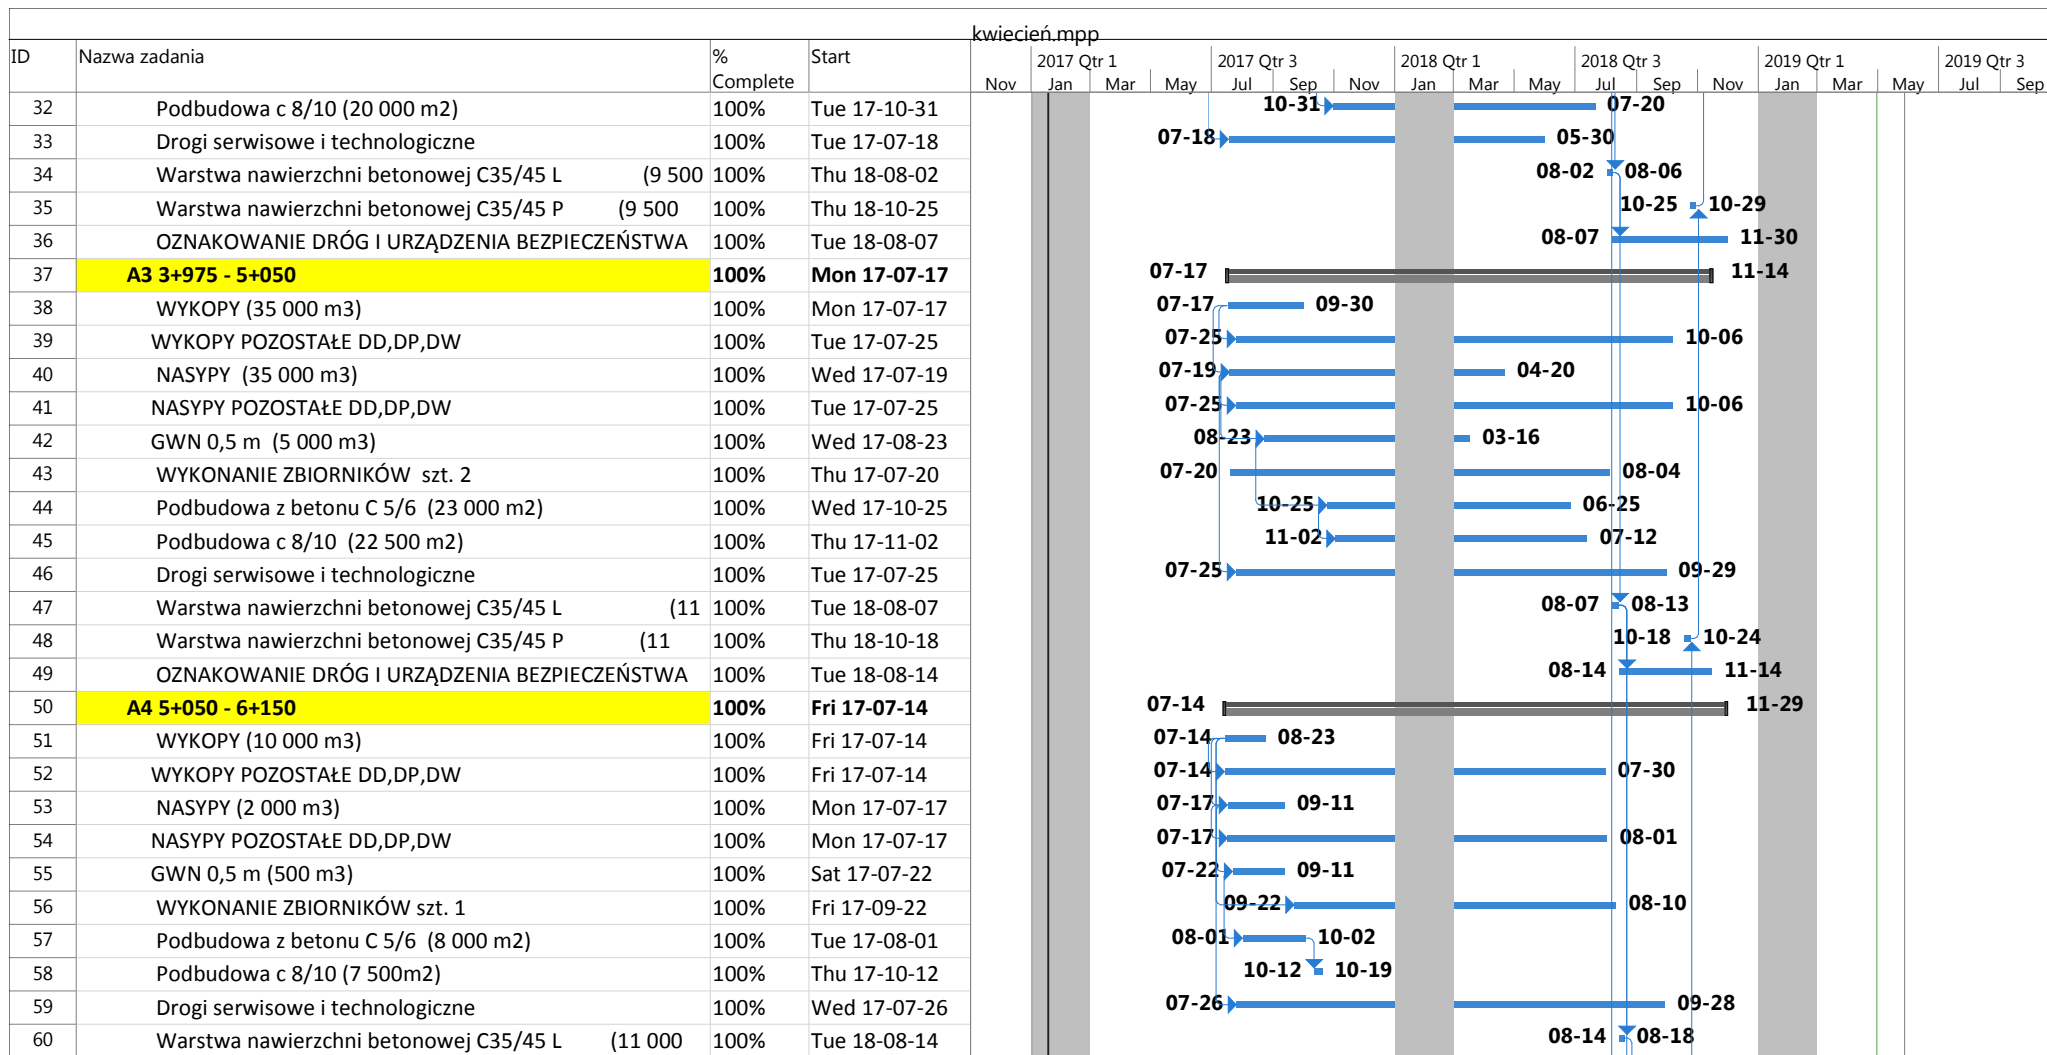 kwiecień.mpp
ID Nazwa zadania % Complete Start
2017 Qtr 1 2017 Qtr 3 2018 Qtr 1 2018 Qtr 3 2019 Qtr 1 2019 Qtr 3
Nov Jan Mar May Jul Sep Nov Jan Mar May Jul Sep Nov Jan Mar May Jul Sep
32 Podbudowa c 8/10 (20 000 m2) 100% Tue 17-10-31 10-31 07-20
33 Drogi serwisowe i technologiczne 100% Tue 17-07-18 07-18 05-30
34 Warstwa nawierzchni betonowej C35/45 L (9 500 100% Thu 18-08-02 08-02 08-06
35 Warstwa nawierzchni betonowej C35/45 P (9 500 100% Thu 18-10-25 10-25 10-29
36 OZNAKOWANIE DRÓG I URZĄDZENIA BEZPIECZEŃSTWA 100% Tue 18-08-07 08-07 11-30
37 A3 3+975 - 5+050 100% Mon 17-07-17 07-17 11-14
38 WYKOPY (35 000 m3) 100% Mon 17-07-17 07-17 09-30
39 WYKOPY POZOSTAŁE DD,DP,DW 100% Tue 17-07-25 07-25 10-06
40 NASYPY (35 000 m3) 100% Wed 17-07-19 07-19 04-20
41 NASYPY POZOSTAŁE DD,DP,DW 100% Tue 17-07-25 07-25 10-06
42 GWN 0,5 m (5 000 m3) 100% Wed 17-08-23 08-23 03-16
43 WYKONANIE ZBIORNIKÓW szt. 2 100% Thu 17-07-20 07-20 08-04
44 Podbudowa z betonu C 5/6 (23 000 m2) 100% Wed 17-10-25 10-25 06-25
45 Podbudowa c 8/10 (22 500 m2) 100% Thu 17-11-02 11-02 07-12
46 Drogi serwisowe i technologiczne 100% Tue 17-07-25 07-25 09-29
47 Warstwa nawierzchni betonowej C35/45 L (11 100% Tue 18-08-07 08-07 08-13
48 Warstwa nawierzchni betonowej C35/45 P (11 100% Thu 18-10-18 10-18 10-24
49 OZNAKOWANIE DRÓG I URZĄDZENIA BEZPIECZEŃSTWA 100% Tue 18-08-14 08-14 11-14
50 A4 5+050 - 6+150 100% Fri 17-07-14 07-14 11-29
51 WYKOPY (10 000 m3) 100% Fri 17-07-14 07-14 08-23
52 WYKOPY POZOSTAŁE DD,DP,DW 100% Fri 17-07-14 07-14 07-30
53 NASYPY (2 000 m3) 100% Mon 17-07-17 07-17 09-11
54 NASYPY POZOSTAŁE DD,DP,DW 100% Mon 17-07-17 07-17 08-01
55 GWN 0,5 m (500 m3) 100% Sat 17-07-22 07-22 09-11
56 WYKONANIE ZBIORNIKÓW szt. 1 100% Fri 17-09-22 09-22 08-10
57 Podbudowa z betonu C 5/6 (8 000 m2) 100% Tue 17-08-01 08-01 10-02
58 Podbudowa c 8/10 (7 500m2) 100% Thu 17-10-12 10-12 10-19
59 Drogi serwisowe i technologiczne 100% Wed 17-07-26 07-26 09-28
60 Warstwa nawierzchni betonowej C35/45 L (11 000 100% Tue 18-08-14 08-14 08-18